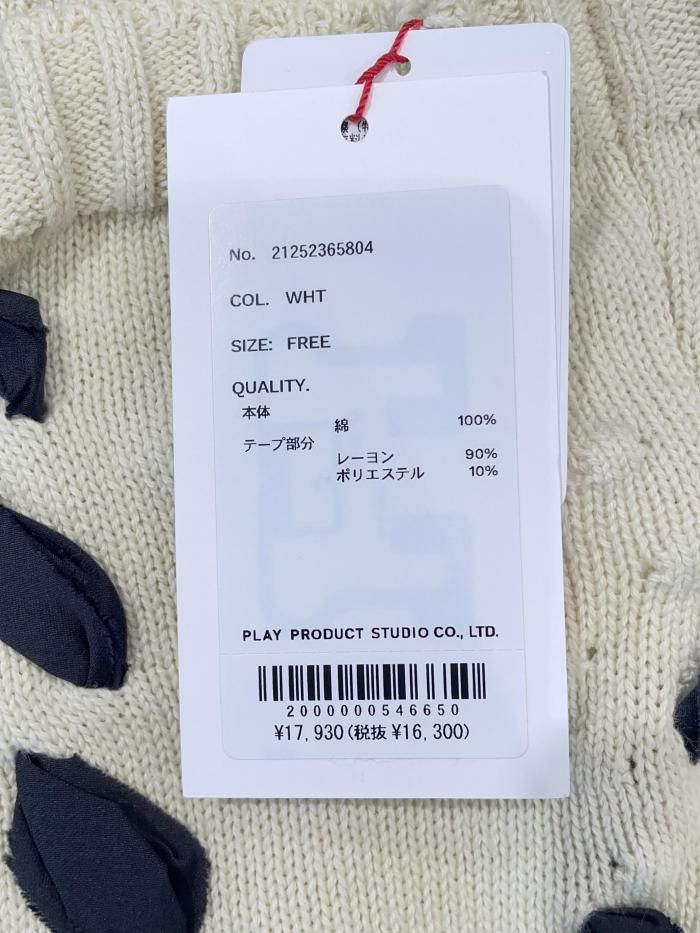 No. 21252365804
COL. WHT
SIZE: FREE
QUALITY.
本体
綿 100%
テープ部分
レーヨン 90%
ポリエステル 10%
PLAY PRODUCT STUDIO CO., LTD.
2000000546650
¥17,930(税抜 ¥16,300)